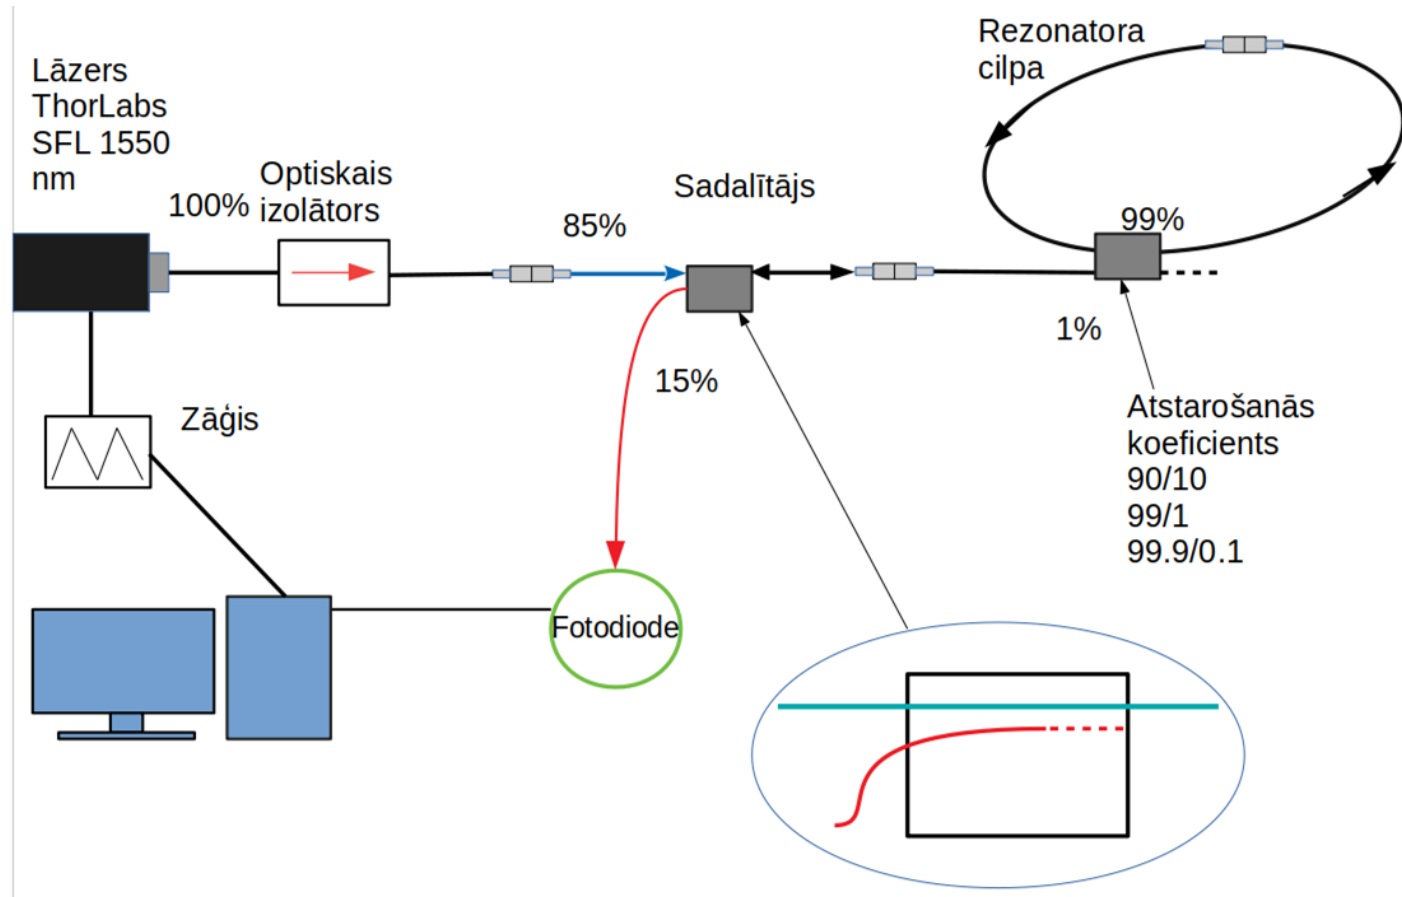 Lāzers
ThorLabs
SFL 1550
nm
100%
Optiskais
izolātors
85%
Sadalītājs
Rezonatora
cilpa
99%
1%
15%
Atstarošanās
koeficients
90/10
99/1
99.9/0.1
Zāģis
Fotodiode